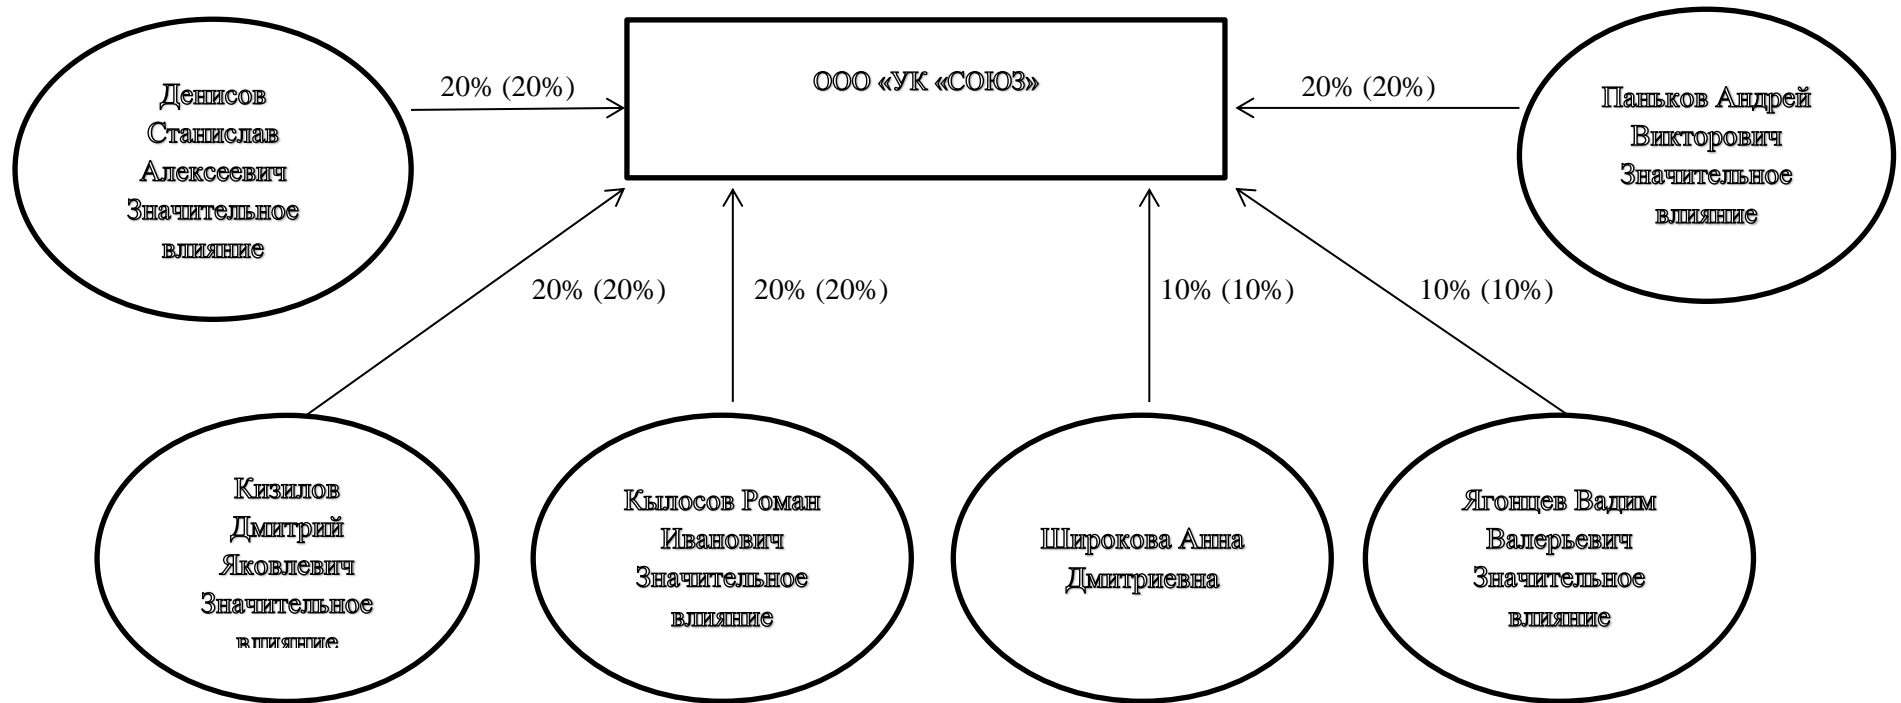 Денисов
Станислав
Алексеевич
Значительное
влияние
20% (20%)
ООО «УК «СОЮЗ»
20% (20%)
Паньков Андрей
Викторович
Значительное
влияние
20% (20%)
20% (20%)
10% (10%)
10% (10%)
Кизилов
Дмитрий
Яковлевич
Значительное
влияние
Кылосов Роман
Иванович
Значительное
влияние
Широкова Анна
Дмитриевна
Ягонцев Вадим
Валерьевич
Значительное
влияние